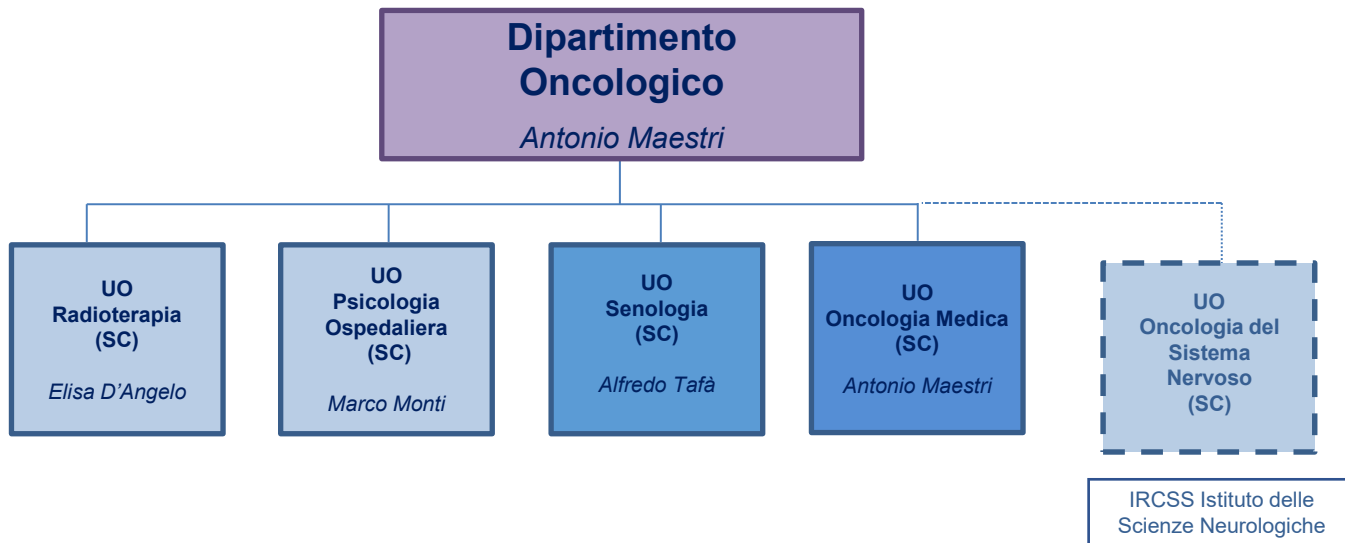 Dipartimento
Oncologico
Antonio Maestri
UO
Radioterapia
(SC)
Elisa D’Angelo
UO
Psicologia
Ospedaliera
(SC)
Marco Monti
UO
Senologia
(SC)
Alfredo Tafà
UO
Oncologia Medica
(SC)
Antonio Maestri
UO
Oncologia del
Sistema
Nervoso
(SC)
IRCSS Istituto delle
Scienze Neurologiche